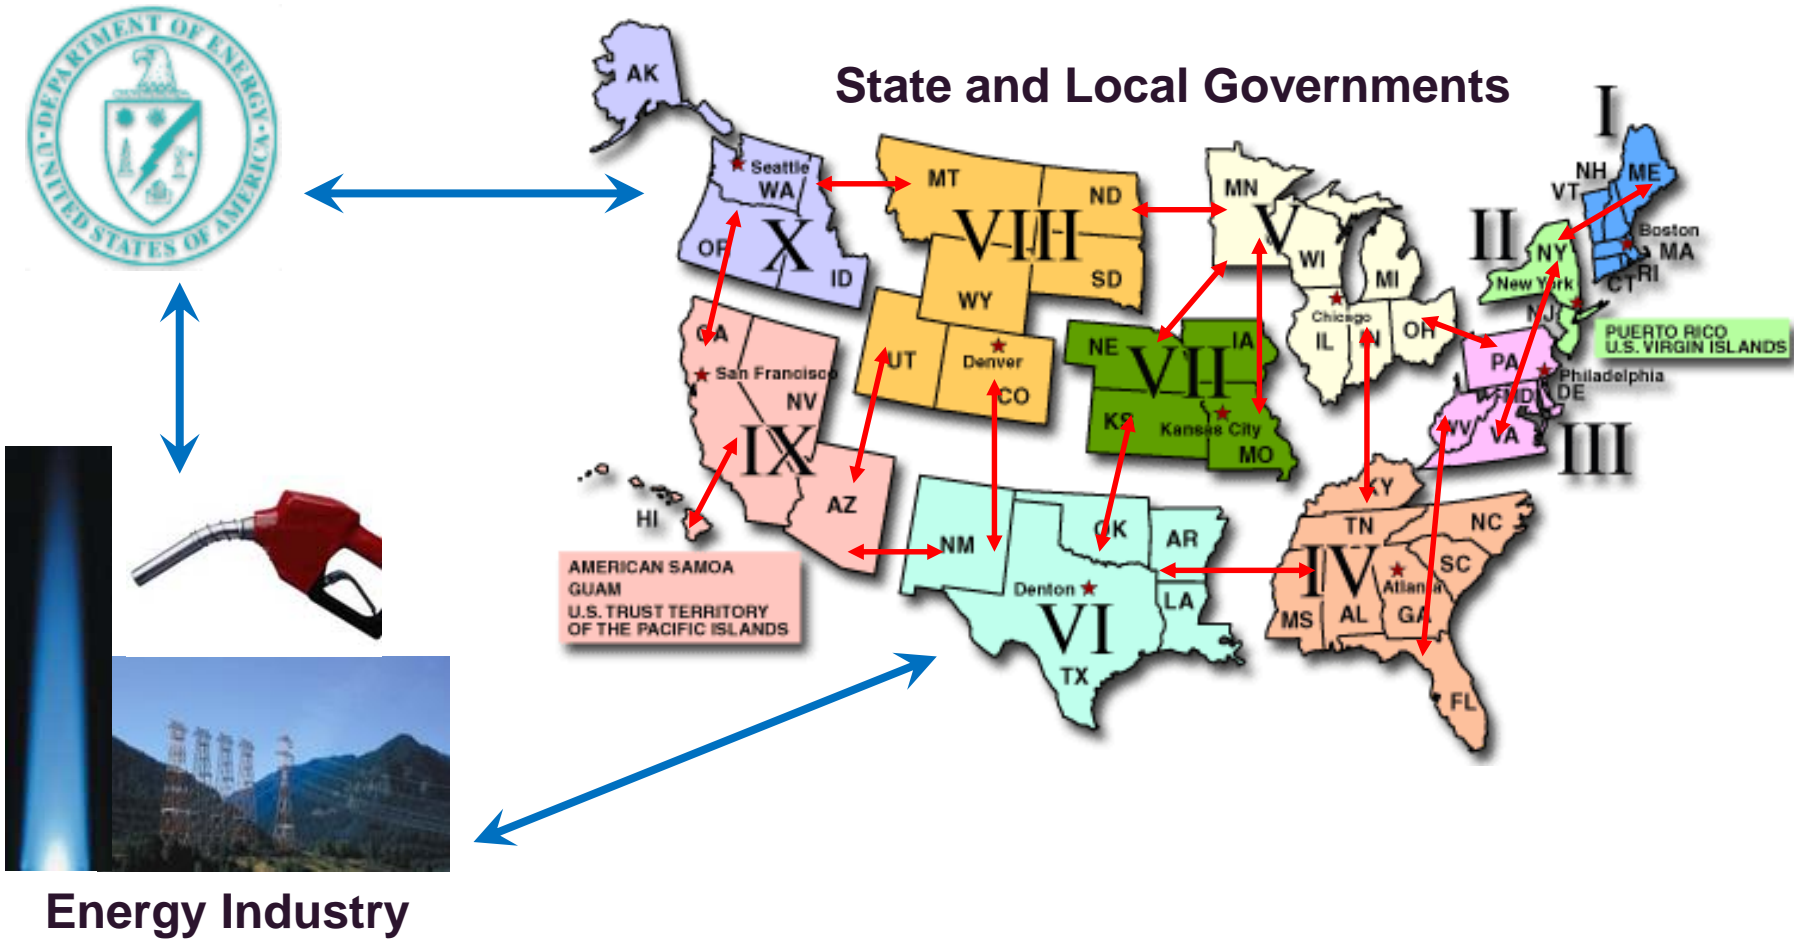 DEPARTMENT OF ENERGY
UNITED STATES OF AMERICA
State and Local Governments
AK
I
NH
ME
VT
Seattle
WA
MT
ND
MN
II
Boston
MA
RI
CT
X
VIII
V
NY
New York
NJ
OR
ID
WY
SD
WI
MI
Chicago
IL
IN
OH
PUERTO RICO
U.S. VIRGIN ISLANDS
CA
San Francisco
NV
UT
Denver
CO
NE
IA
VII
PA
Philadelphia
DE
MD
WV
VA
III
KS
Kansas City
MO
IX
AZ
HI
AMERICAN SAMOA
GUAM
U.S. TRUST TERRITORY
OF THE PACIFIC ISLANDS
NM
OK
AR
Denton
VI
LA
TX
KY
TN
NC
IV
SC
Atlanta
MS
AL
GA
FL
Energy Industry